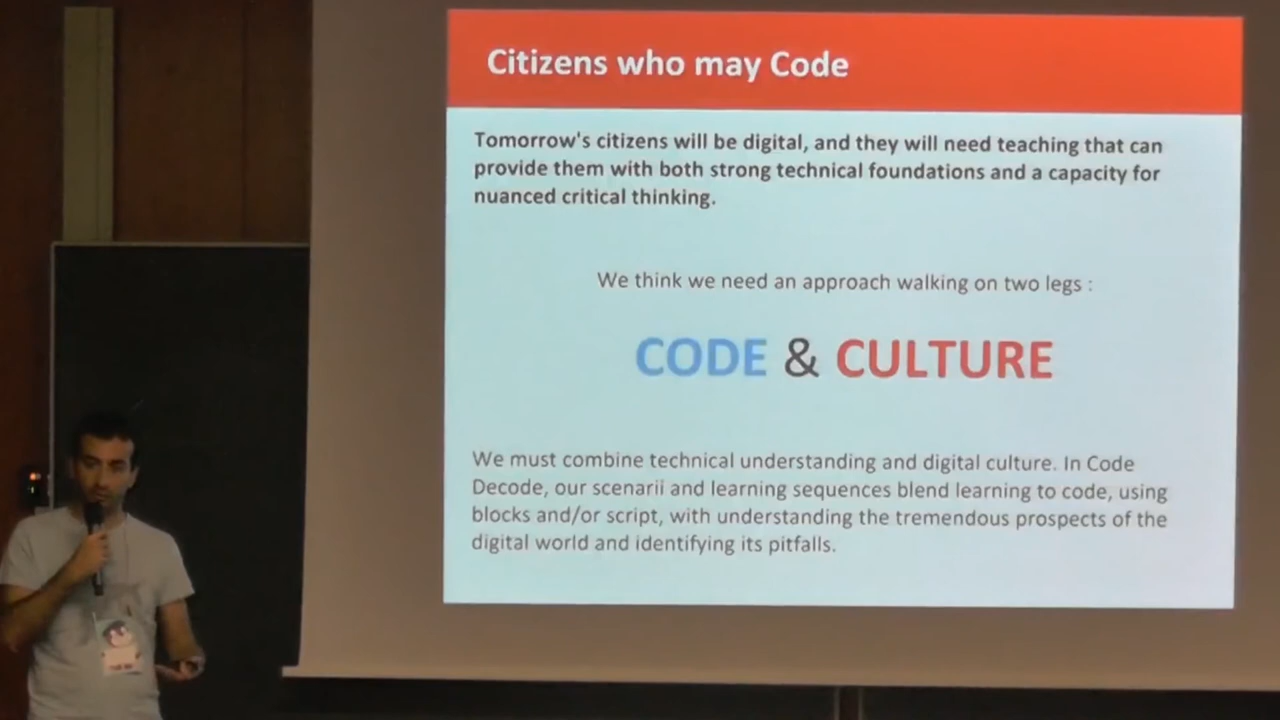 Citizens who may Code
Tomorrow's citizens will be digital, and they will need teaching that can
provide them with both strong technical foundations and a capacity for
nuanced critical thinking.
We think we need an approach walking on two legs :
CODE & CULTURE
We must combine technical understanding and digital culture. In Code
Decode, our scenarii and learning sequences blend learning to code, using
blocks and/or script, with understanding the tremendous prospects of the
digital world and identifying its pitfalls.